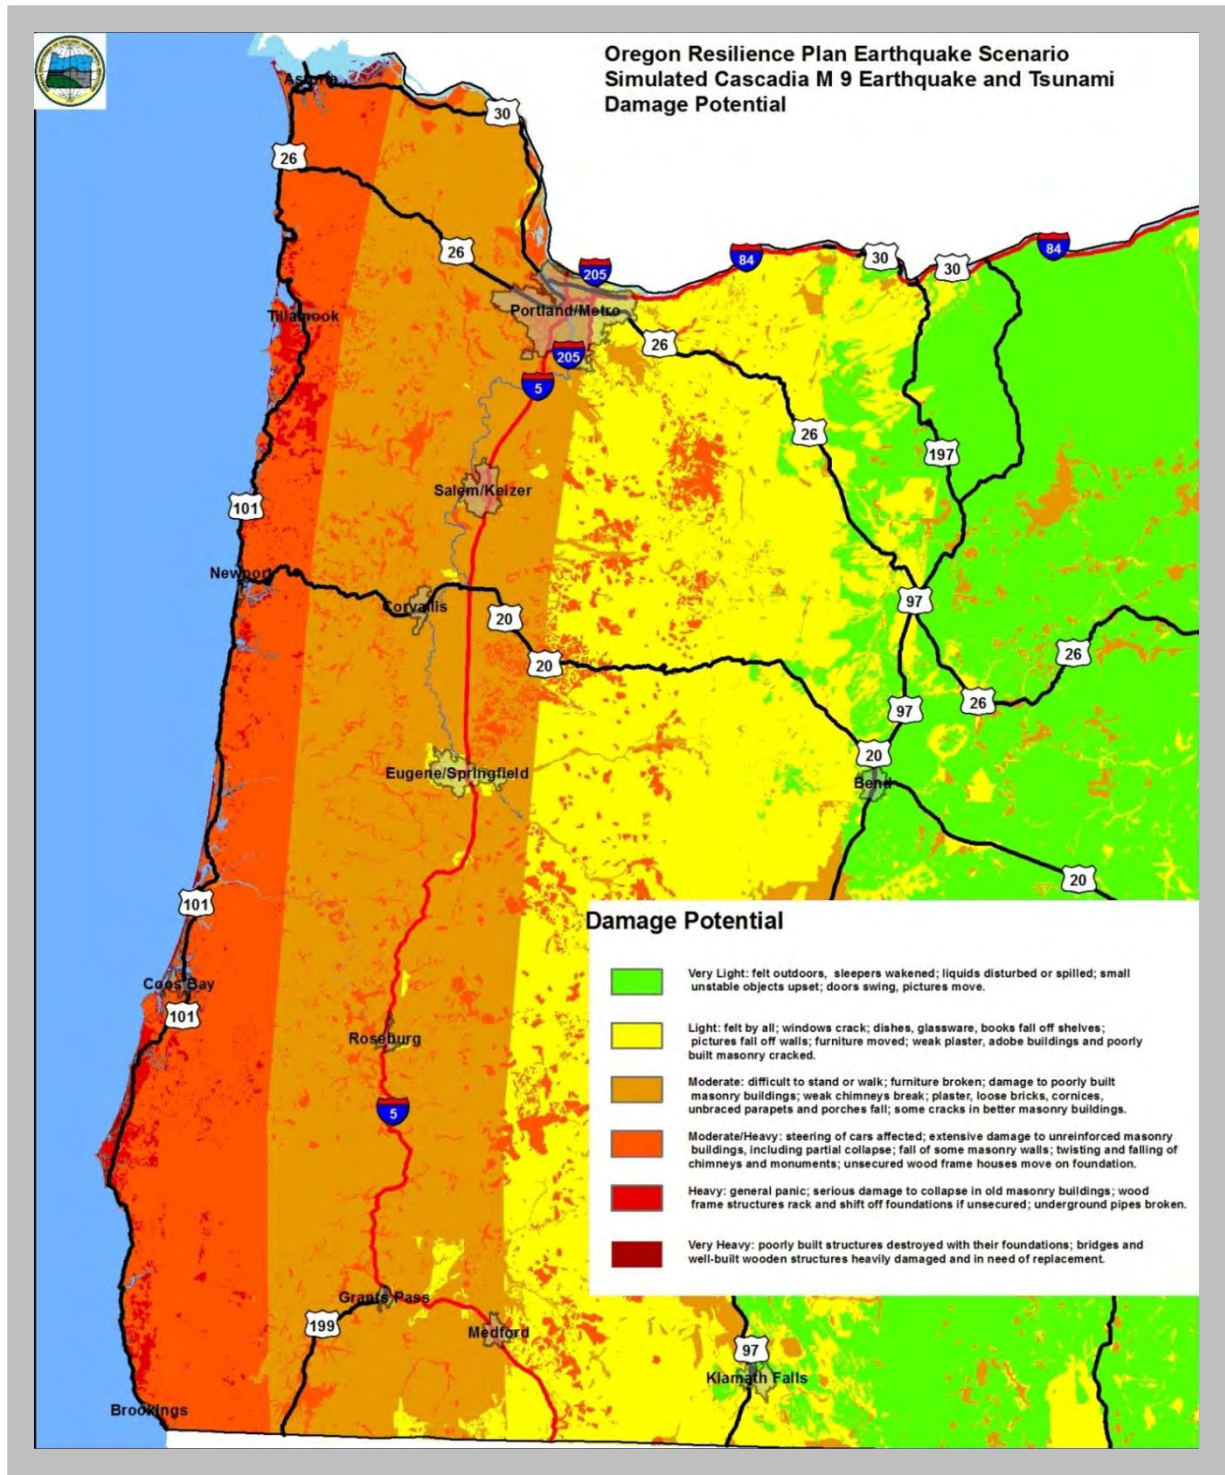 Oregon Resilience Plan Earthquake Scenario
Simulated Cascadia M 9 Earthquake and Tsunami
Damage Potential
Astoria
30
26
26
205
84
30
30
84
Tillamook
Portland/Metro
26
205
5
26
197
Salem/Keizer
101
Newport
Corvallis
20
97
20
26
97
26
20
Eugene/Springfield
Bend
20
101
Coos Bay
101
Roseburg
5
Grants Pass
199
Medford
97
Klamath Falls
Brookings
Damage Potential
Very Light: felt outdoors, sleepers wakened; liquids disturbed or spilled; small
unstable objects upset; doors swing, pictures move.
Light: felt by all; windows crack; dishes, glassware, books fall off shelves;
pictures fall off walls; furniture moved; weak plaster, adobe buildings and poorly
built masonry cracked.
Moderate: difficult to stand or walk; furniture broken; damage to poorly built
masonry buildings; weak chimneys break; plaster, loose bricks, cornices,
unbraced parapets and porches fall; some cracks in better masonry buildings.
Moderate/Heavy: steering of cars affected; extensive damage to unreinforced masonry
buildings, including partial collapse; fall of some masonry walls; twisting and falling of
chimneys and monuments; unsecured wood frame houses move on foundation.
Heavy: general panic; serious damage to collapse in old masonry buildings; wood
frame structures rack and shift off foundations if unsecured; underground pipes broken.
Very Heavy: poorly built structures destroyed with their foundations; bridges and
well-built wooden structures heavily damaged and in need of replacement.